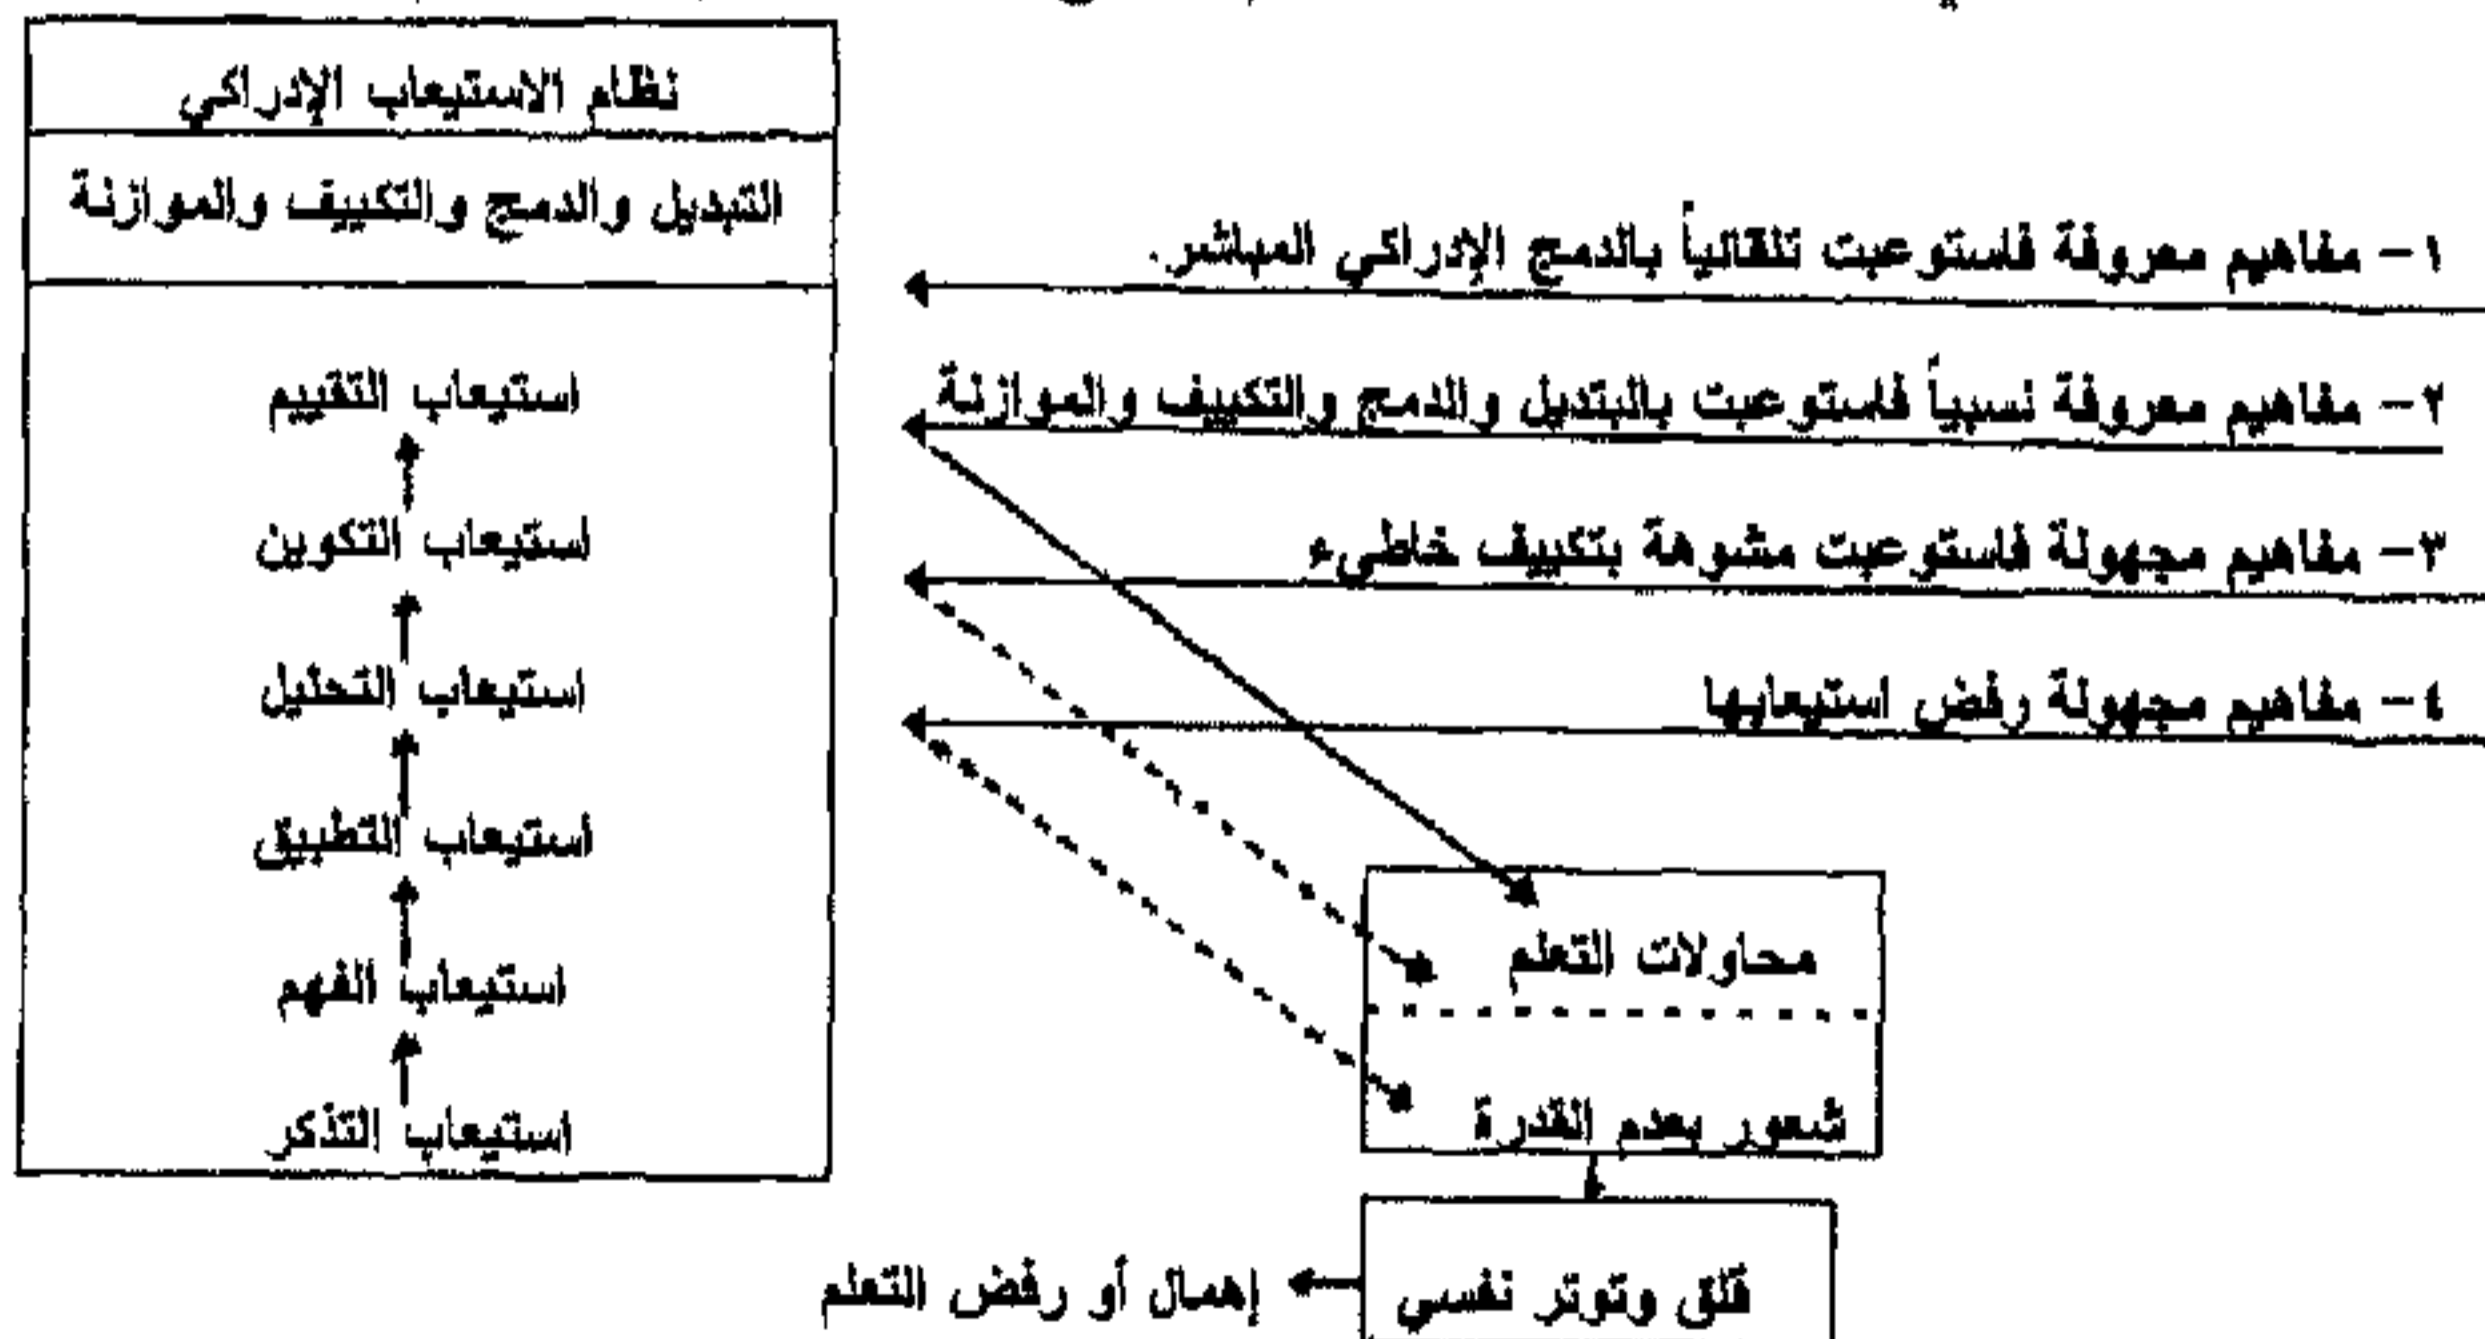 نظام الاستيعاب الإدراكي
التبديل والدمج والتكييف والموازنة
١- مفاهيم معروفة فاستوعبت تلقائياً بالدمج الإدراكي المباشر.
٢- مفاهيم معروفة نسبياً فاستوعبت بالبتديل والدمج والتكييف والموازنة
٣- مفاهيم مجهولة فاستوعبت مشوهة بتكييف خاطيء
٤- مفاهيم مجهولة رفض استيعابها
استيعاب التقييم
استيعاب التكوين
استيعاب التحليل
استيعاب التطبيق
استيعاب الفهم
استيعاب التذكر
محاولات التعلم
شعور بعدم القدرة
قلق وتوتر نفسي
إهمال أو رفض التعلم